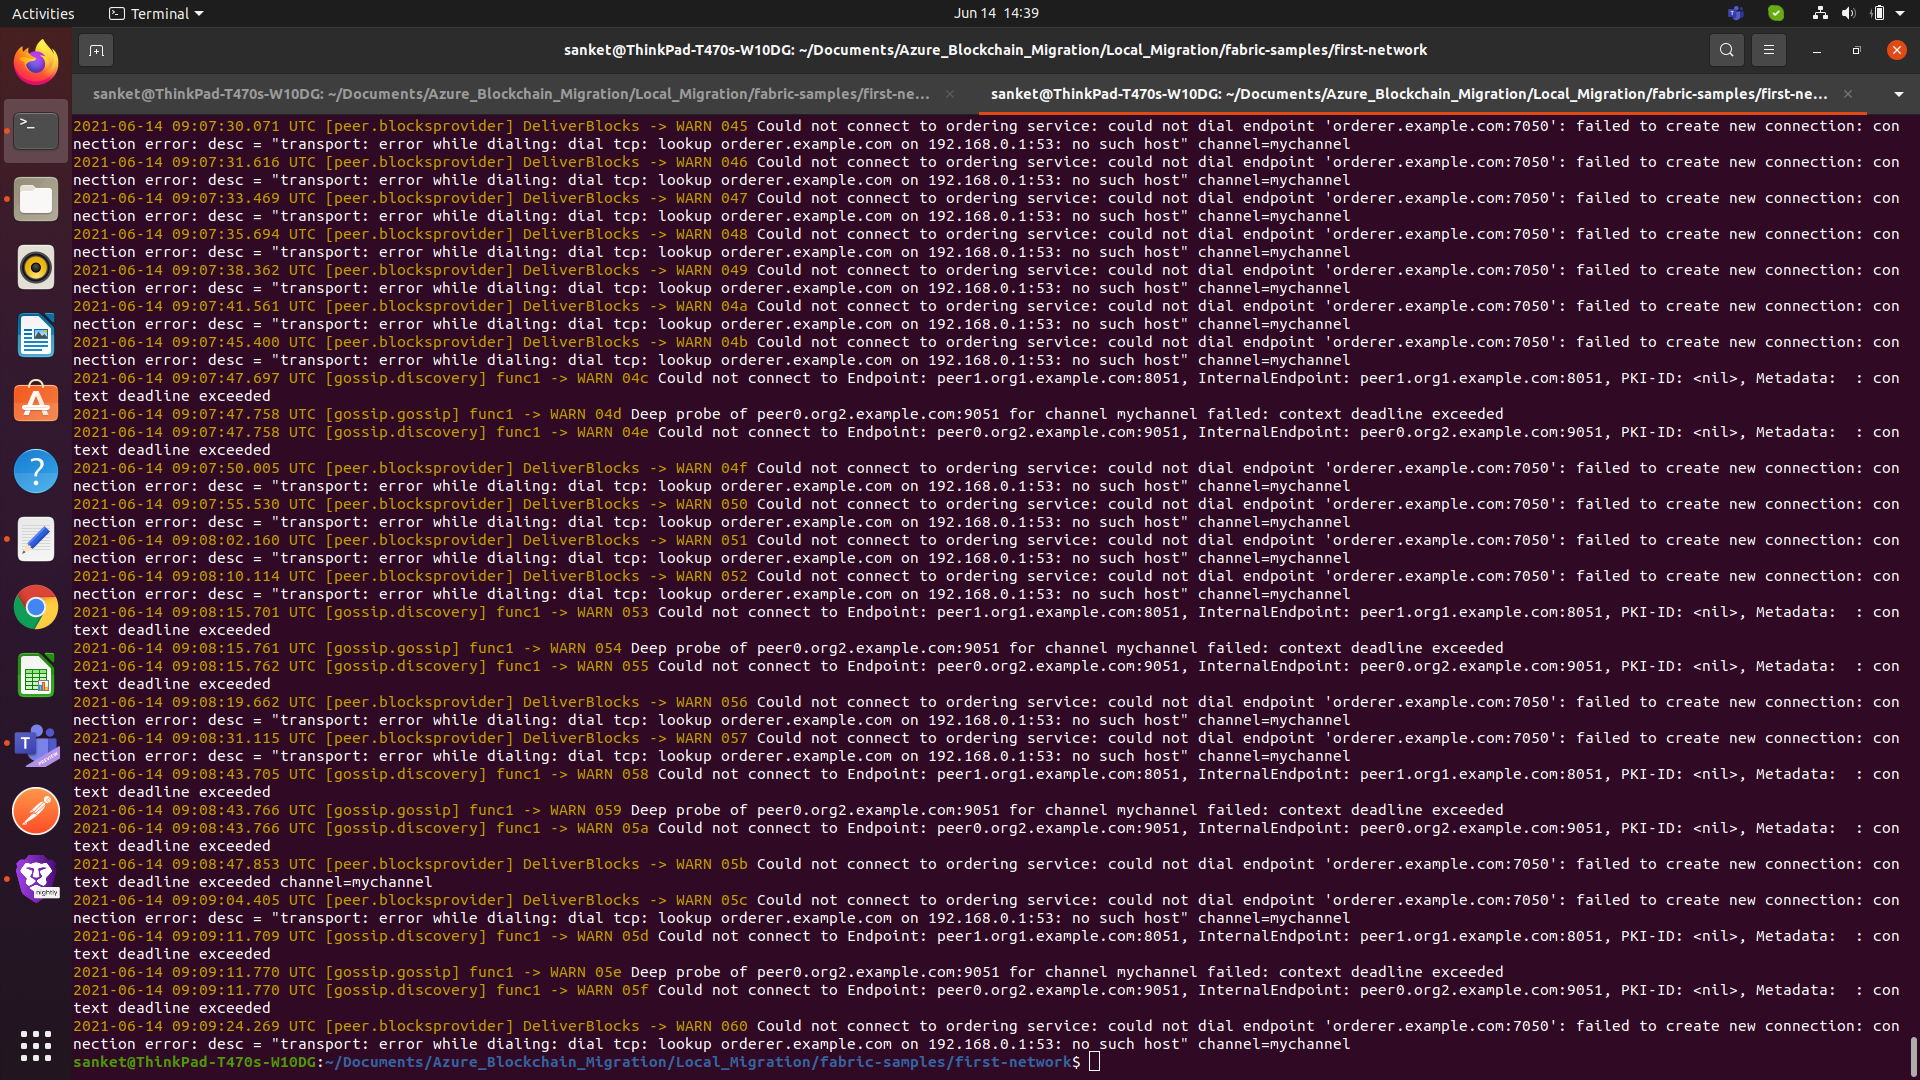 Activities
Terminal
Jun 14 14:39
sanket@ThinkPad-T470s-W10DG: ~/Documents/Azure_Blockchain_Migration/Local_Migration/fabric-samples/first-network
sanket@ThinkPad-T470s-W10DG: ~/Documents/Azure_Blockchain_Migration/Local_Migration/fabric-samples/first-ne...
sanket@ThinkPad-T470s-W10DG: ~/Documents/Azure_Blockchain_Migration/Local_Migration/fabric-samples/first-ne...
2021-06-14 09:07:30.071 UTC [peer.blocksprovider] DeliverBlocks -> WARN 045 Could not connect to ordering service: could not dial endpoint 'orderer.example.com:7050': failed to create new connection: con
nection error: desc = "transport: error while dialing: dial tcp: lookup orderer.example.com on 192.168.0.1:53: no such host" channel=mychannel
2021-06-14 09:07:31.616 UTC [peer.blocksprovider] DeliverBlocks -> WARN 046 Could not connect to ordering service: could not dial endpoint 'orderer.example.com:7050': failed to create new connection: con
nection error: desc = "transport: error while dialing: dial tcp: lookup orderer.example.com on 192.168.0.1:53: no such host" channel=mychannel
2021-06-14 09:07:33.469 UTC [peer.blocksprovider] DeliverBlocks -> WARN 047 Could not connect to ordering service: could not dial endpoint 'orderer.example.com:7050': failed to create new connection: con
nection error: desc = "transport: error while dialing: dial tcp: lookup orderer.example.com on 192.168.0.1:53: no such host" channel=mychannel
2021-06-14 09:07:35.694 UTC [peer.blocksprovider] DeliverBlocks -> WARN 048 Could not connect to ordering service: could not dial endpoint 'orderer.example.com:7050': failed to create new connection: con
nection error: desc = "transport: error while dialing: dial tcp: lookup orderer.example.com on 192.168.0.1:53: no such host" channel=mychannel
2021-06-14 09:07:38.362 UTC [peer.blocksprovider] DeliverBlocks -> WARN 049 Could not connect to ordering service: could not dial endpoint 'orderer.example.com:7050': failed to create new connection: con
nection error: desc = "transport: error while dialing: dial tcp: lookup orderer.example.com on 192.168.0.1:53: no such host" channel=mychannel
2021-06-14 09:07:41.561 UTC [peer.blocksprovider] DeliverBlocks -> WARN 04a Could not connect to ordering service: could not dial endpoint 'orderer.example.com:7050': failed to create new connection: con
nection error: desc = "transport: error while dialing: dial tcp: lookup orderer.example.com on 192.168.0.1:53: no such host" channel=mychannel
2021-06-14 09:07:45.400 UTC [peer.blocksprovider] DeliverBlocks -> WARN 04b Could not connect to ordering service: could not dial endpoint 'orderer.example.com:7050': failed to create new connection: con
nection error: desc = "transport: error while dialing: dial tcp: lookup orderer.example.com on 192.168.0.1:53: no such host" channel=mychannel
2021-06-14 09:07:47.697 UTC [gossip.discovery] func1 -> WARN 04c Could not connect to Endpoint: peer1.org1.example.com:8051, InternalEndpoint: peer1.org1.example.com:8051, PKI-ID: <nil>, Metadata:  : con
text deadline exceeded
2021-06-14 09:07:47.758 UTC [gossip.gossip] func1 -> WARN 04d Deep probe of peer0.org2.example.com:9051 for channel mychannel failed: context deadline exceeded
2021-06-14 09:07:47.758 UTC [gossip.discovery] func1 -> WARN 04e Could not connect to Endpoint: peer0.org2.example.com:9051, InternalEndpoint: peer0.org2.example.com:9051, PKI-ID: <nil>, Metadata:  : con
text deadline exceeded
2021-06-14 09:07:50.005 UTC [peer.blocksprovider] DeliverBlocks -> WARN 04f Could not connect to ordering service: could not dial endpoint 'orderer.example.com:7050': failed to create new connection: con
nection error: desc = "transport: error while dialing: dial tcp: lookup orderer.example.com on 192.168.0.1:53: no such host" channel=mychannel
2021-06-14 09:07:55.530 UTC [peer.blocksprovider] DeliverBlocks -> WARN 050 Could not connect to ordering service: could not dial endpoint 'orderer.example.com:7050': failed to create new connection: con
nection error: desc = "transport: error while dialing: dial tcp: lookup orderer.example.com on 192.168.0.1:53: no such host" channel=mychannel
2021-06-14 09:08:02.160 UTC [peer.blocksprovider] DeliverBlocks -> WARN 051 Could not connect to ordering service: could not dial endpoint 'orderer.example.com:7050': failed to create new connection: con
nection error: desc = "transport: error while dialing: dial tcp: lookup orderer.example.com on 192.168.0.1:53: no such host" channel=mychannel
2021-06-14 09:08:10.114 UTC [peer.blocksprovider] DeliverBlocks -> WARN 052 Could not connect to ordering service: could not dial endpoint 'orderer.example.com:7050': failed to create new connection: con
nection error: desc = "transport: error while dialing: dial tcp: lookup orderer.example.com on 192.168.0.1:53: no such host" channel=mychannel
2021-06-14 09:08:15.701 UTC [gossip.discovery] func1 -> WARN 053 Could not connect to Endpoint: peer1.org1.example.com:8051, InternalEndpoint: peer1.org1.example.com:8051, PKI-ID: <nil>, Metadata:  : con
text deadline exceeded
2021-06-14 09:08:15.761 UTC [gossip.gossip] func1 -> WARN 054 Deep probe of peer0.org2.example.com:9051 for channel mychannel failed: context deadline exceeded
2021-06-14 09:08:15.762 UTC [gossip.discovery] func1 -> WARN 055 Could not connect to Endpoint: peer0.org2.example.com:9051, InternalEndpoint: peer0.org2.example.com:9051, PKI-ID: <nil>, Metadata:  : con
text deadline exceeded
2021-06-14 09:08:19.662 UTC [peer.blocksprovider] DeliverBlocks -> WARN 056 Could not connect to ordering service: could not dial endpoint 'orderer.example.com:7050': failed to create new connection: con
nection error: desc = "transport: error while dialing: dial tcp: lookup orderer.example.com on 192.168.0.1:53: no such host" channel=mychannel
2021-06-14 09:08:31.115 UTC [peer.blocksprovider] DeliverBlocks -> WARN 057 Could not connect to ordering service: could not dial endpoint 'orderer.example.com:7050': failed to create new connection: con
nection error: desc = "transport: error while dialing: dial tcp: lookup orderer.example.com on 192.168.0.1:53: no such host" channel=mychannel
2021-06-14 09:08:43.705 UTC [gossip.discovery] func1 -> WARN 058 Could not connect to Endpoint: peer1.org1.example.com:8051, InternalEndpoint: peer1.org1.example.com:8051, PKI-ID: <nil>, Metadata:  : con
text deadline exceeded
2021-06-14 09:08:43.766 UTC [gossip.gossip] func1 -> WARN 059 Deep probe of peer0.org2.example.com:9051 for channel mychannel failed: context deadline exceeded
2021-06-14 09:08:43.766 UTC [gossip.discovery] func1 -> WARN 05a Could not connect to Endpoint: peer0.org2.example.com:9051, InternalEndpoint: peer0.org2.example.com:9051, PKI-ID: <nil>, Metadata:  : con
text deadline exceeded
2021-06-14 09:08:47.853 UTC [peer.blocksprovider] DeliverBlocks -> WARN 05b Could not connect to ordering service: could not dial endpoint 'orderer.example.com:7050': failed to create new connection: con
text deadline exceeded channel=mychannel
2021-06-14 09:09:04.405 UTC [peer.blocksprovider] DeliverBlocks -> WARN 05c Could not connect to ordering service: could not dial endpoint 'orderer.example.com:7050': failed to create new connection: con
nection error: desc = "transport: error while dialing: dial tcp: lookup orderer.example.com on 192.168.0.1:53: no such host" channel=mychannel
2021-06-14 09:09:11.709 UTC [gossip.discovery] func1 -> WARN 05d Could not connect to Endpoint: peer1.org1.example.com:8051, InternalEndpoint: peer1.org1.example.com:8051, PKI-ID: <nil>, Metadata:  : con
text deadline exceeded
2021-06-14 09:09:11.770 UTC [gossip.gossip] func1 -> WARN 05e Deep probe of peer0.org2.example.com:9051 for channel mychannel failed: context deadline exceeded
2021-06-14 09:09:11.770 UTC [gossip.discovery] func1 -> WARN 05f Could not connect to Endpoint: peer0.org2.example.com:9051, InternalEndpoint: peer0.org2.example.com:9051, PKI-ID: <nil>, Metadata:  : con
text deadline exceeded
2021-06-14 09:09:24.269 UTC [peer.blocksprovider] DeliverBlocks -> WARN 060 Could not connect to ordering service: could not dial endpoint 'orderer.example.com:7050': failed to create new connection: con
nection error: desc = "transport: error while dialing: dial tcp: lookup orderer.example.com on 192.168.0.1:53: no such host" channel=mychannel
sanket@ThinkPad-T470s-W10DG:~/Documents/Azure_Blockchain_Migration/Local_Migration/fabric-samples/first-network$